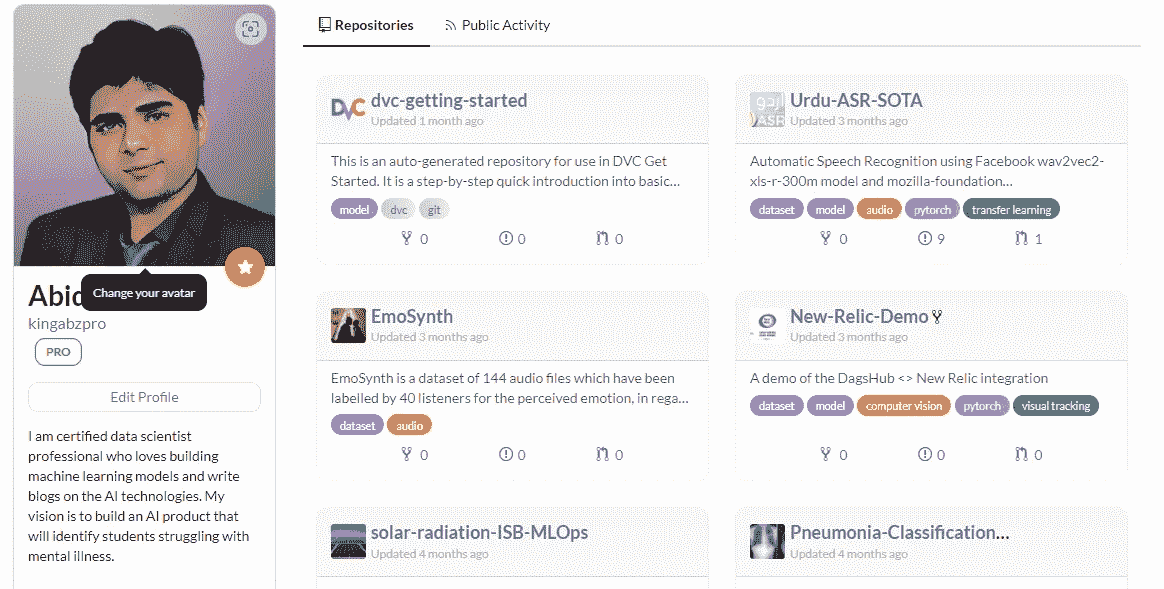 Repositories
Public Activity
Change your avatar
kingabzpro
PRO
Edit Profile
I am certified data scientist
professional who loves building
machine learning models and write
blogs on the AI technologies. My
vision is to build an AI product that
will identify students struggling with
mental illness.
DVC
dvc-getting-started
Updated 1 month ago
This is an auto-generated repository for use in DVC Get
Started. It is a step-by-step quick introduction into basic...
model dvc git
0 0 0
اردو
ASR
Urdu-ASR-SOTA
Updated 3 months ago
Automatic Speech Recognition using Facebook wav2vec2-
xls-r-300m model and mozilla-foundation...
dataset model audio pytorch transfer learning
0 9 1
EmoSynth
Updated 3 months ago
EmoSynth is a dataset of 144 audio files which have been
labelled by 40 listeners for the perceived emotion, in rega...
dataset audio
0 0 0
New-Relic-Demo
Updated 3 months ago
A demo of the DagsHub <> New Relic integration
dataset model computer vision pytorch visual tracking
0 0 0
solar-radiation-ISB-MLOps
Updated 4 months ago
Pneumonia-Classification...
Updated 4 months ago